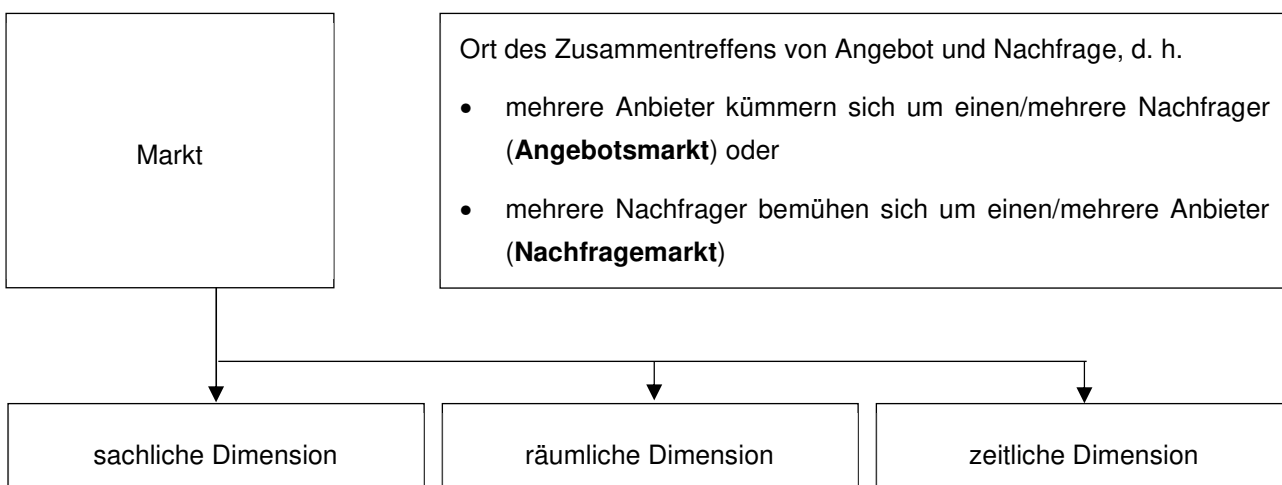 Markt
Ort des Zusammentreffens von Angebot und Nachfrage, d. h.
• mehrere Anbieter kümmern sich um einen/mehrere Nachfrager
(Angebotsmarkt) oder
• mehrere Nachfrager bemühen sich um einen/mehrere Anbieter
(Nachfragemarkt)
sachliche Dimension
räumliche Dimension
zeitliche Dimension